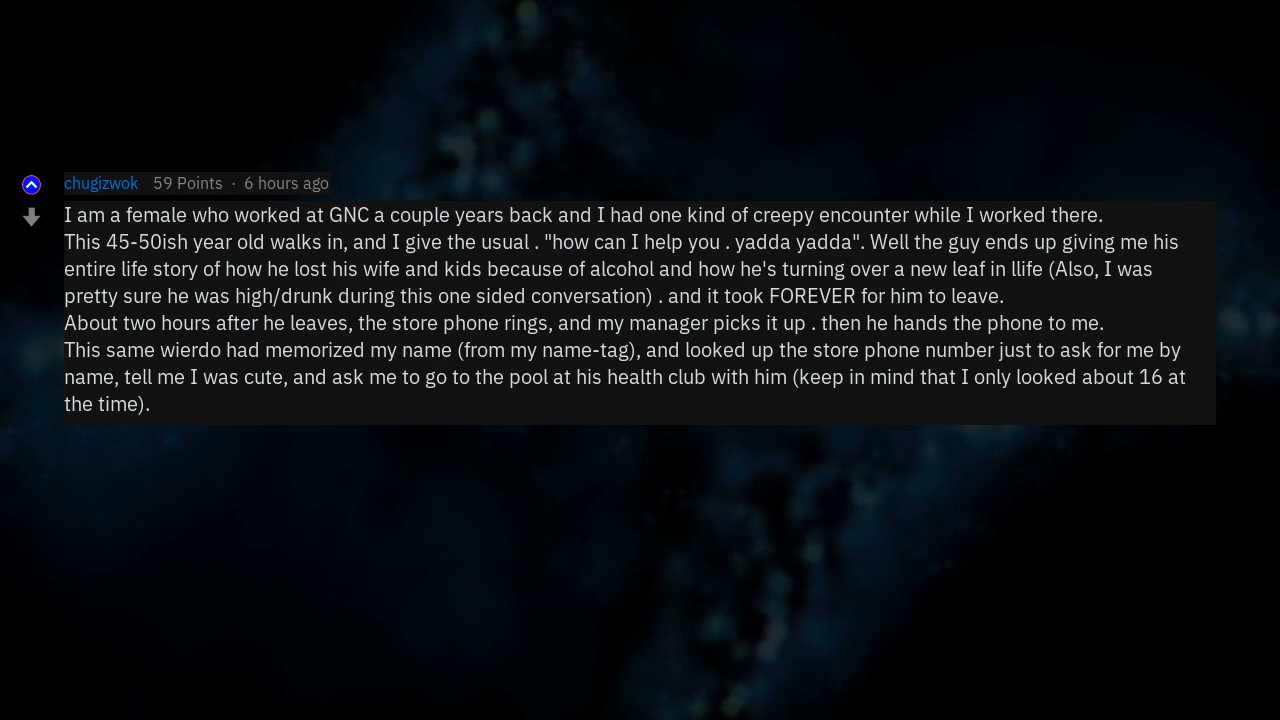 chugizwok 59 Points · 6 hours ago
I am a female who worked at GNC a couple years back and I had one kind of creepy encounter while I worked there.
This 45-50ish year old walks in, and I give the usual . "how can I help you . yadda yadda". Well the guy ends up giving me his
entire life story of how he lost his wife and kids because of alcohol and how he's turning over a new leaf in llife (Also, I was
pretty sure he was high/drunk during this one sided conversation) . and it took FOREVER for him to leave.
About two hours after he leaves, the store phone rings, and my manager picks it up . then he hands the phone to me.
This same wierdo had memorized my name (from my name-tag), and looked up the store phone number just to ask for me by
name, tell me I was cute, and ask me to go to the pool at his health club with him (keep in mind that I only looked about 16 at
the time).